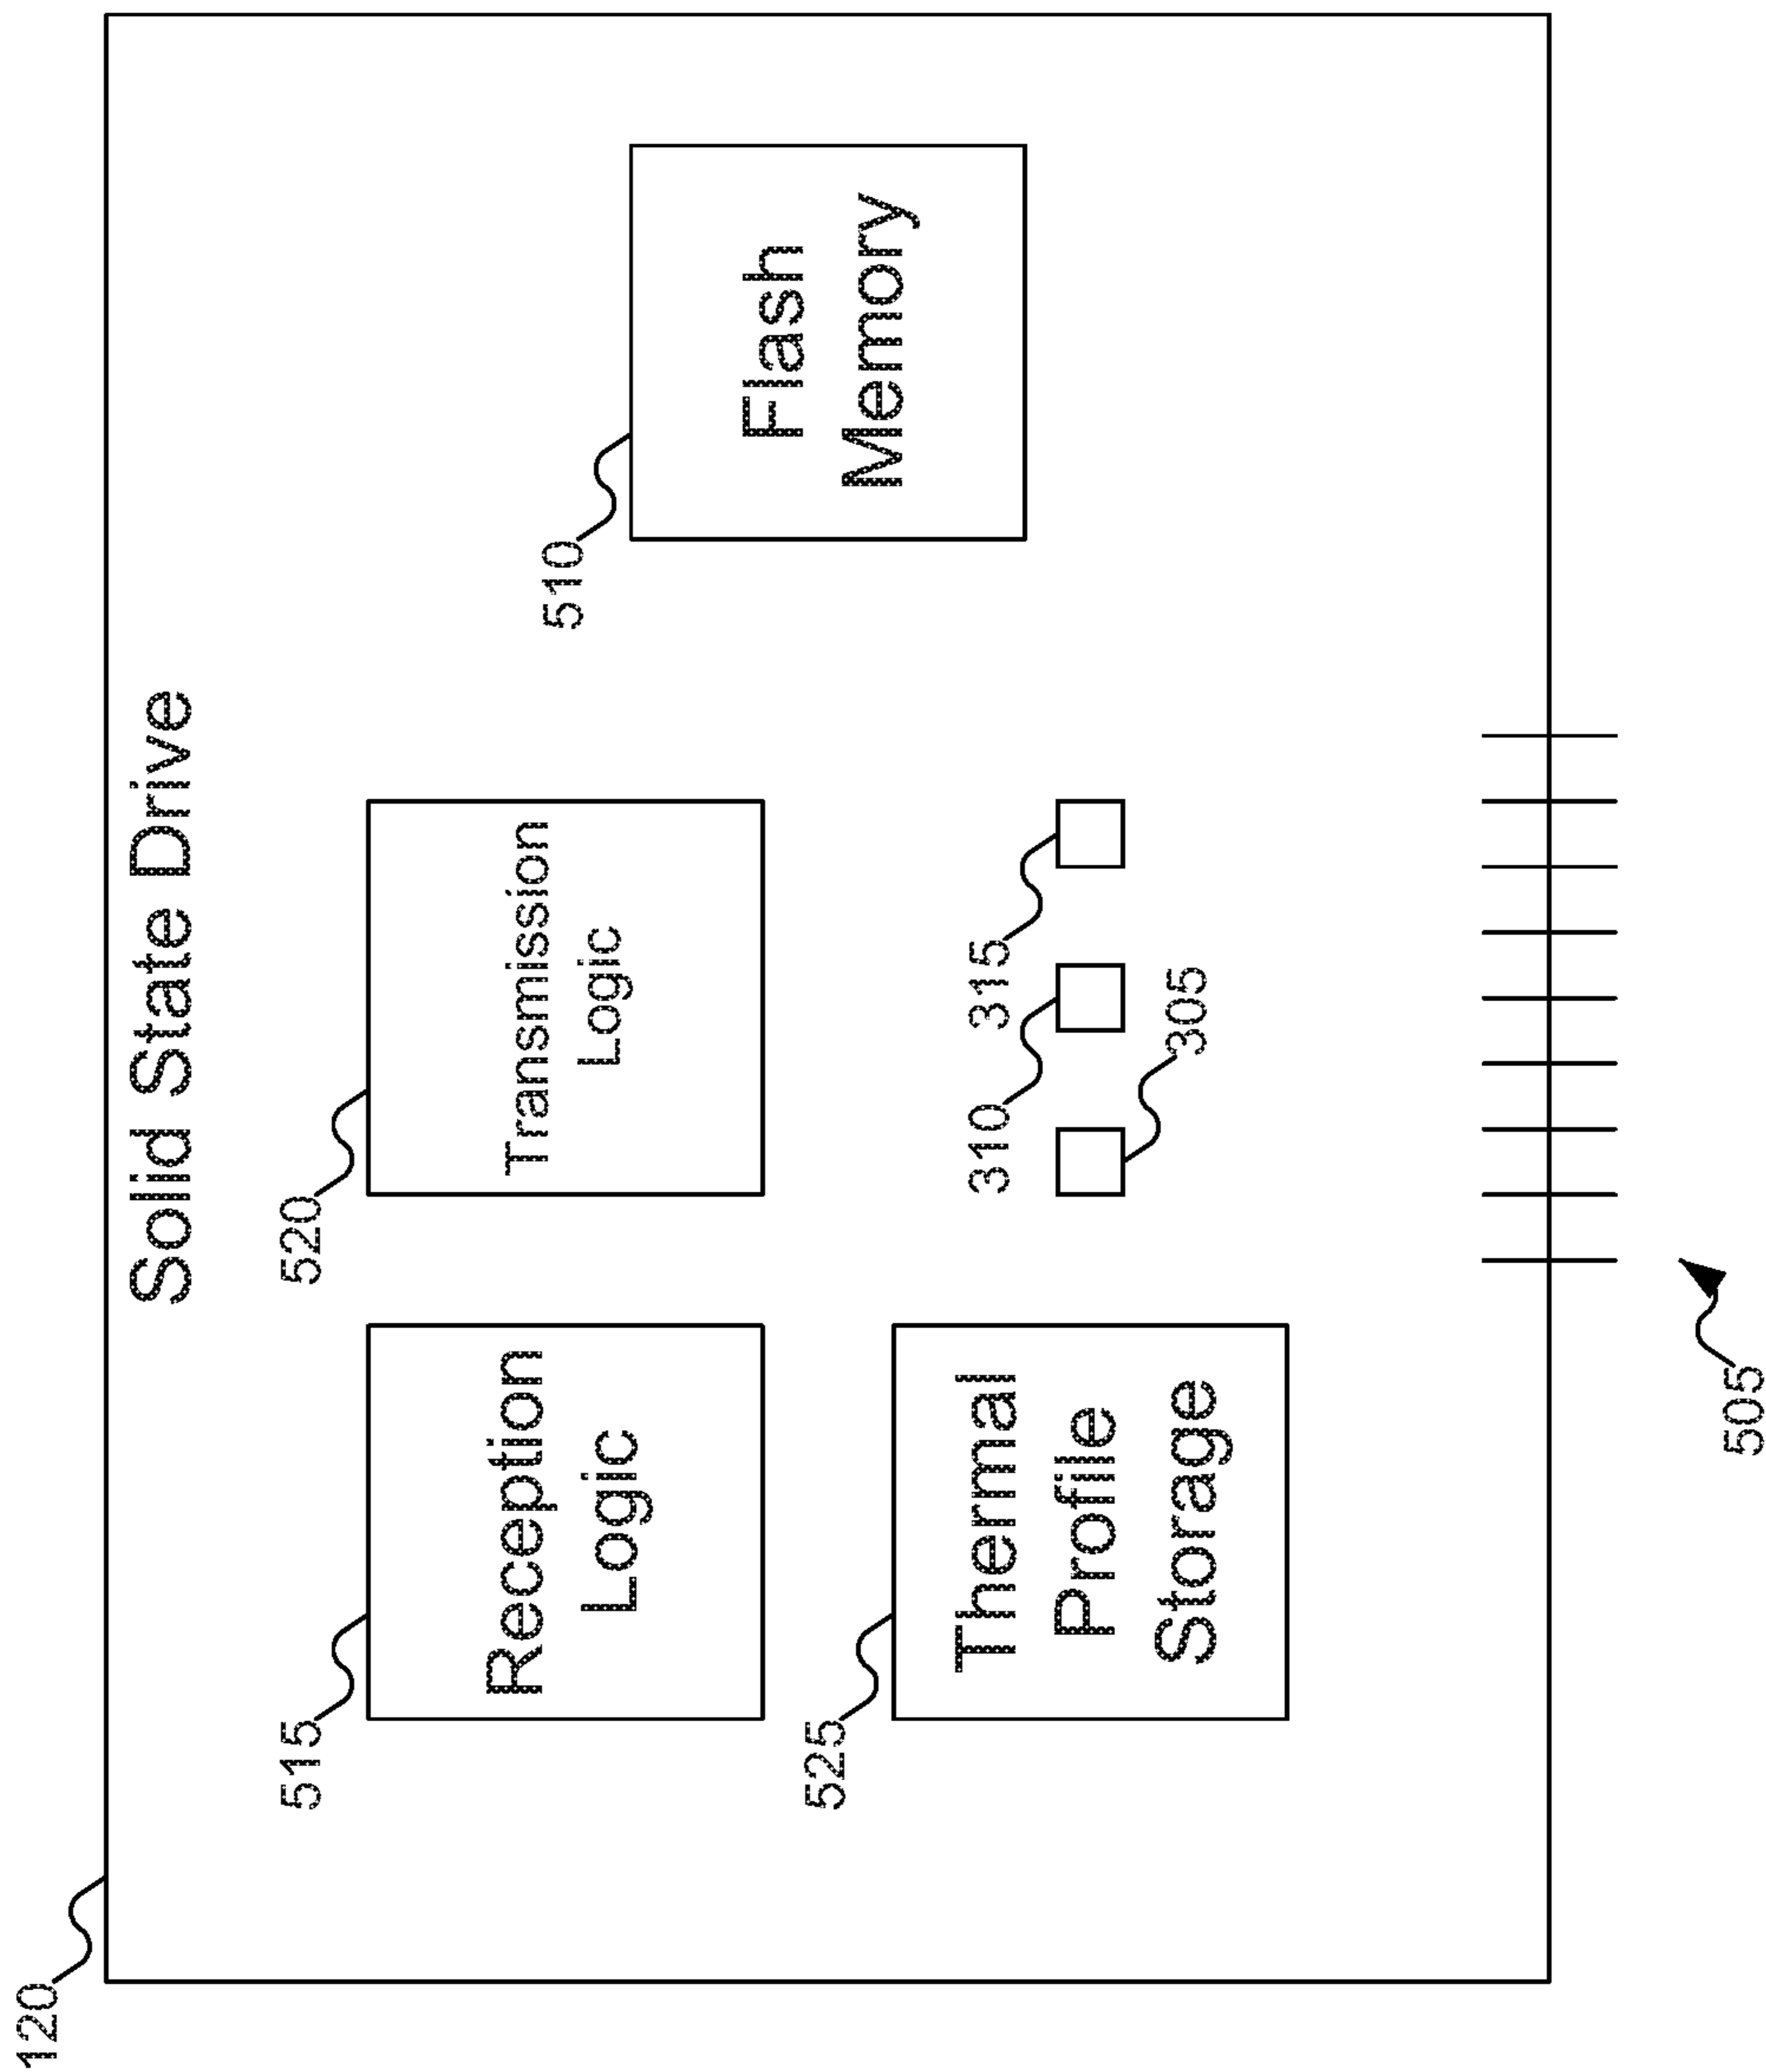 120
Solid State Drive
515
Reception
Logic
520
Transmission
Logic
510
Flash
Memory
525
Thermal
Profile
Storage
310
315
305
505